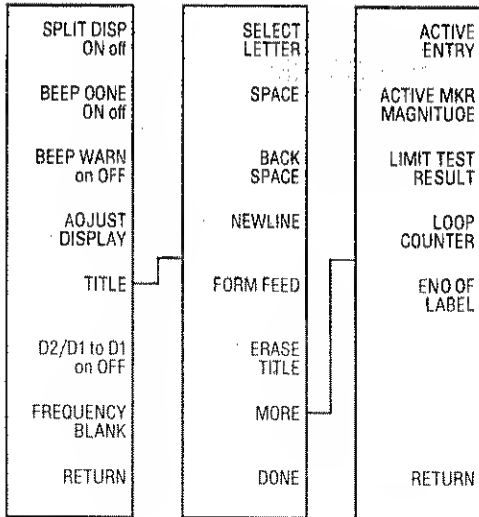 SPLIT DISP
ON off
BEEP OONE
ON off
BEEP WARN
on OFF
AOJUST
DISPLAY
TITLE
D2/D1 to D1
on OFF
FREQUENCY
BLANK
RETURN
SELECT
LETTER
SPACE
BACK
SPACE
NEWLINE
FORM FEED
ERASE
TITLE
MORE
DONE
ACTIVE
ENTRY
ACTIVE MKR
MAGNITUOE
LIMIT TEST
RESULT
LOOP
COUNTER
ENO OF
LABEL
RETURN